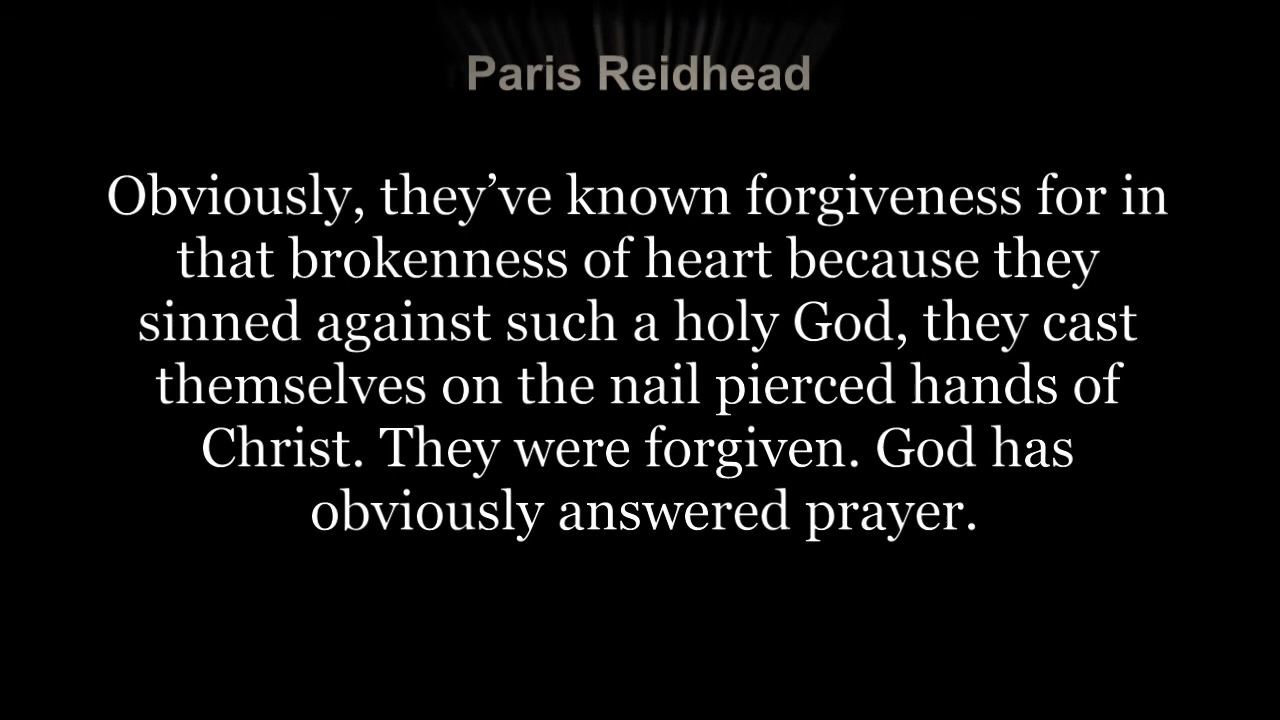 Paris Reidhead
Obviously, they’ve known forgiveness for in
that brokenness of heart because they
sinned against such a holy God, they cast
themselves on the nail pierced hands of
Christ. They were forgiven. God has
obviously answered prayer.